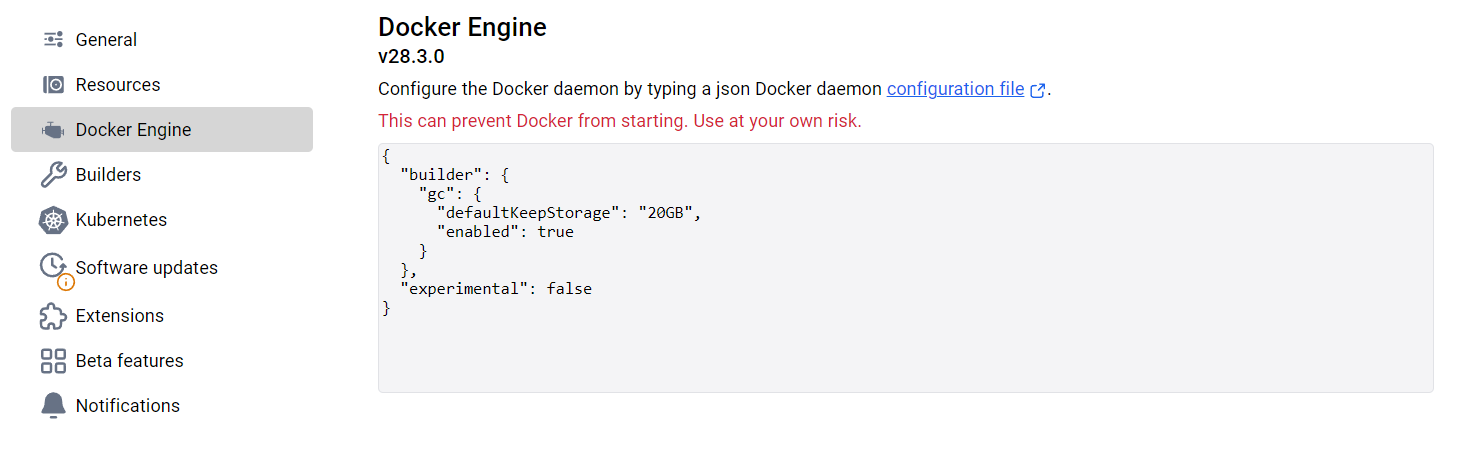 General
Resources
Docker Engine
Builders
Kubernetes
Software updates
Extensions
Beta features
Notifications
Docker Engine
v28.3.0
Configure the Docker daemon by typing a json Docker daemon configuration file.
This can prevent Docker from starting. Use at your own risk.
{
  "builder": {
    "gc": {
      "defaultKeepStorage": "20GB",
      "enabled": true
    }
  },
  "experimental": false
}